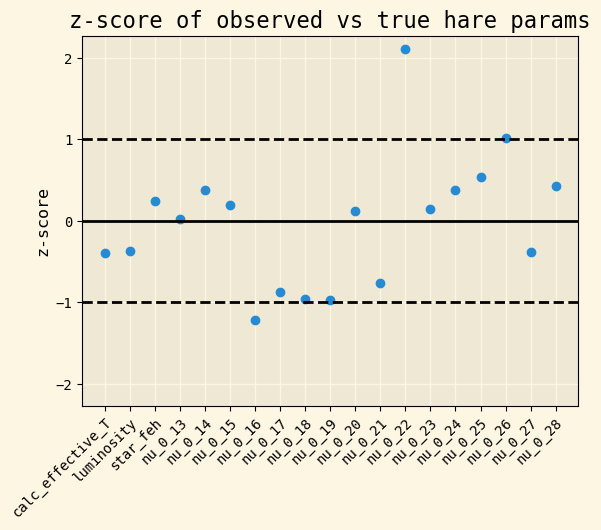 z-score of observed vs true hare params
z-score
2
1
0
−1
−2
calc_effective_T
luminosity
star_feh
nu_0_13
nu_0_14
nu_0_15
nu_0_16
nu_0_17
nu_0_18
nu_0_19
nu_0_20
nu_0_21
nu_0_22
nu_0_23
nu_0_24
nu_0_25
nu_0_26
nu_0_27
nu_0_28